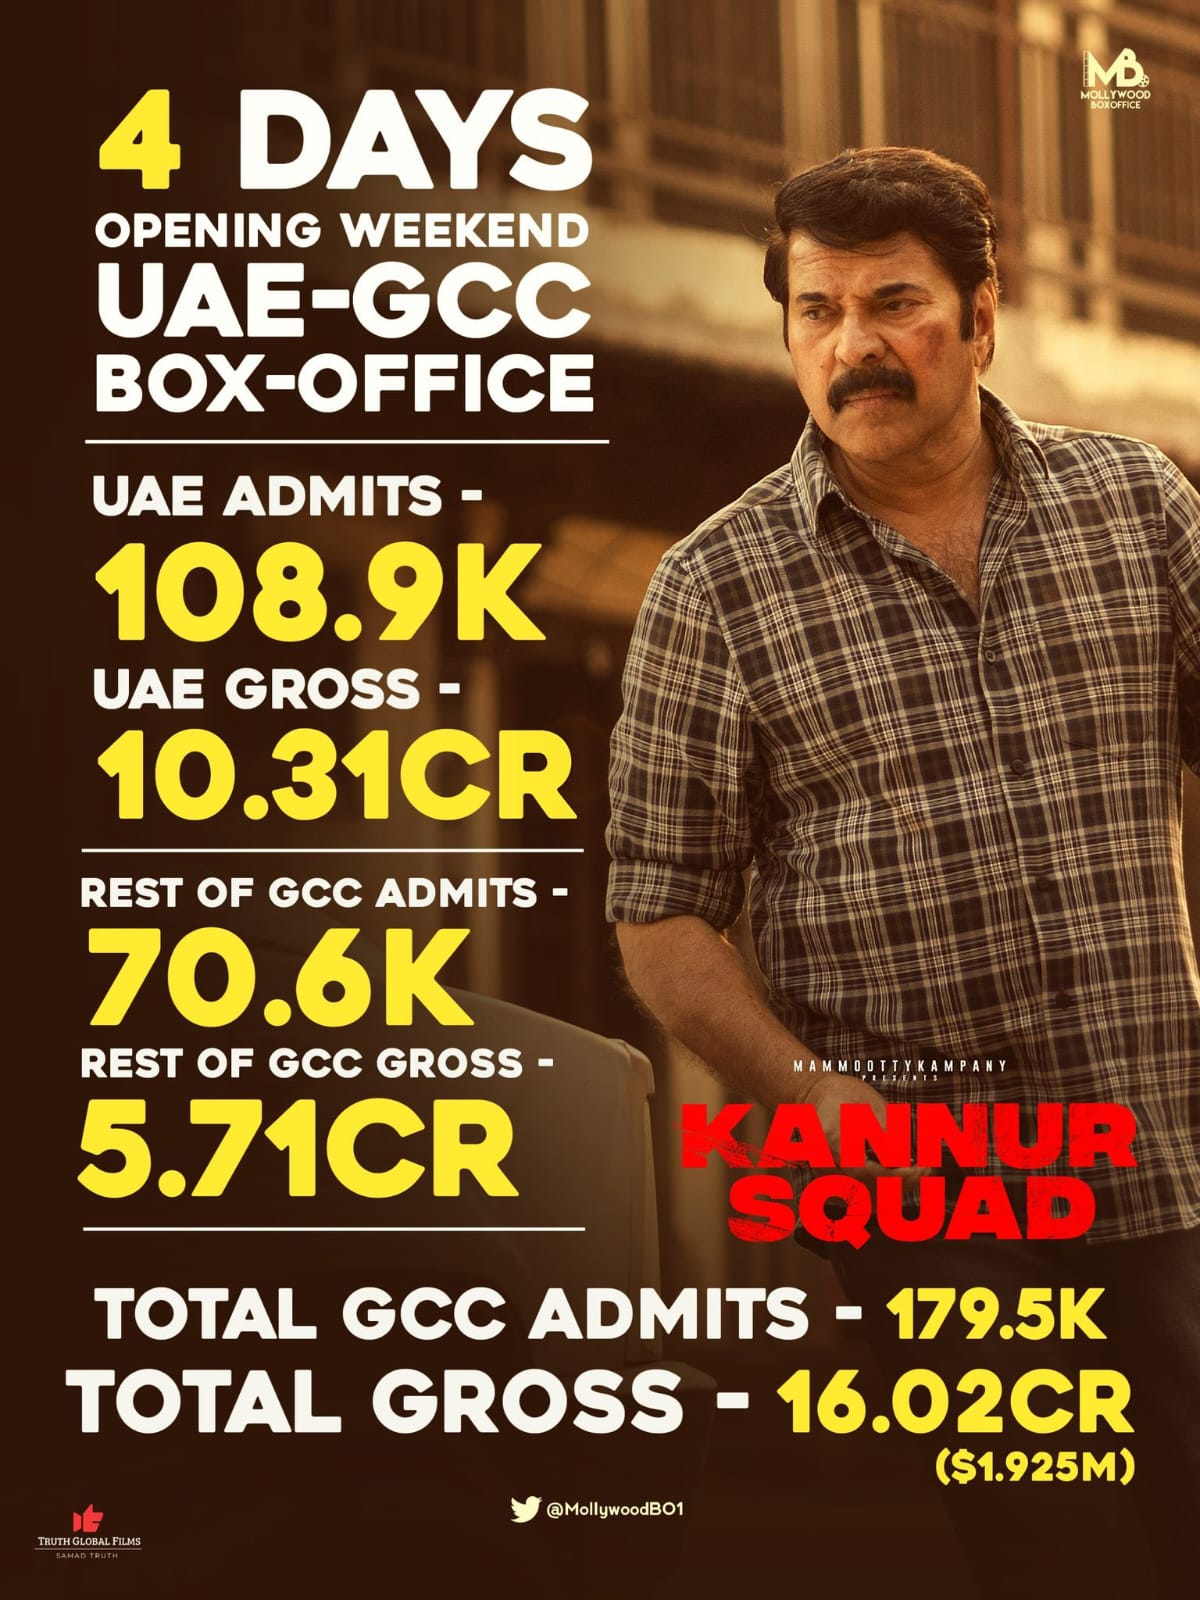 MB
MOLLYWOOD
BOXOFFICE
4 DAYS
OPENING WEEKEND
UAE-GCC
BOX-OFFICE
UAE ADMITS -
108.9K
UAE GROSS -
10.31CR
REST OF GCC ADMITS -
70.6K
REST OF GCC GROSS -
5.71CR
MAMMOOTTYKAMPANY
PRESENTS
KANNUR
SQUAD
TOTAL GCC ADMITS - 179.5K
TOTAL GROSS - 16.02CR
($1.925M)
@MollywoodBO1
TRUTH GLOBAL FILMS
SAMAD TRUTH